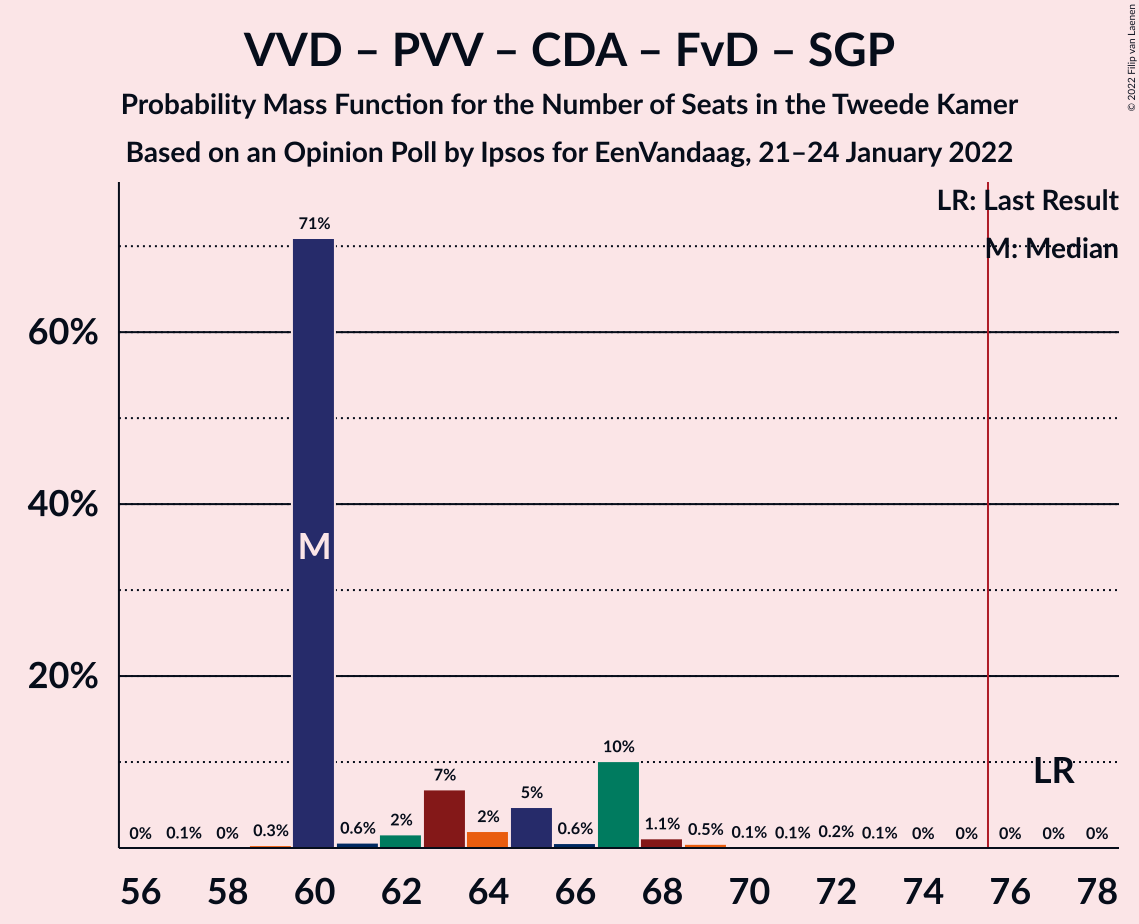 VVD – PVV – CDA – FvD – SGP
Probability Mass Function for the Number of Seats in the Tweede Kamer
Based on an Opinion Poll by Ipsos for EenVandaag, 21–24 January 2022
© 2022 Filip van Laenen
LR: Last Result
M: Median
60%
40%
20%
0% 0.1% 0% 0.3% 71% 0.6% 2% 7% 2% 5% 0.6% 10% 1.1% 0.5% 0.1% 0.1% 0.2% 0.1% 0% 0% 0% 0% 0%
M
LR
56 58 60 62 64 66 68 70 72 74 76 78